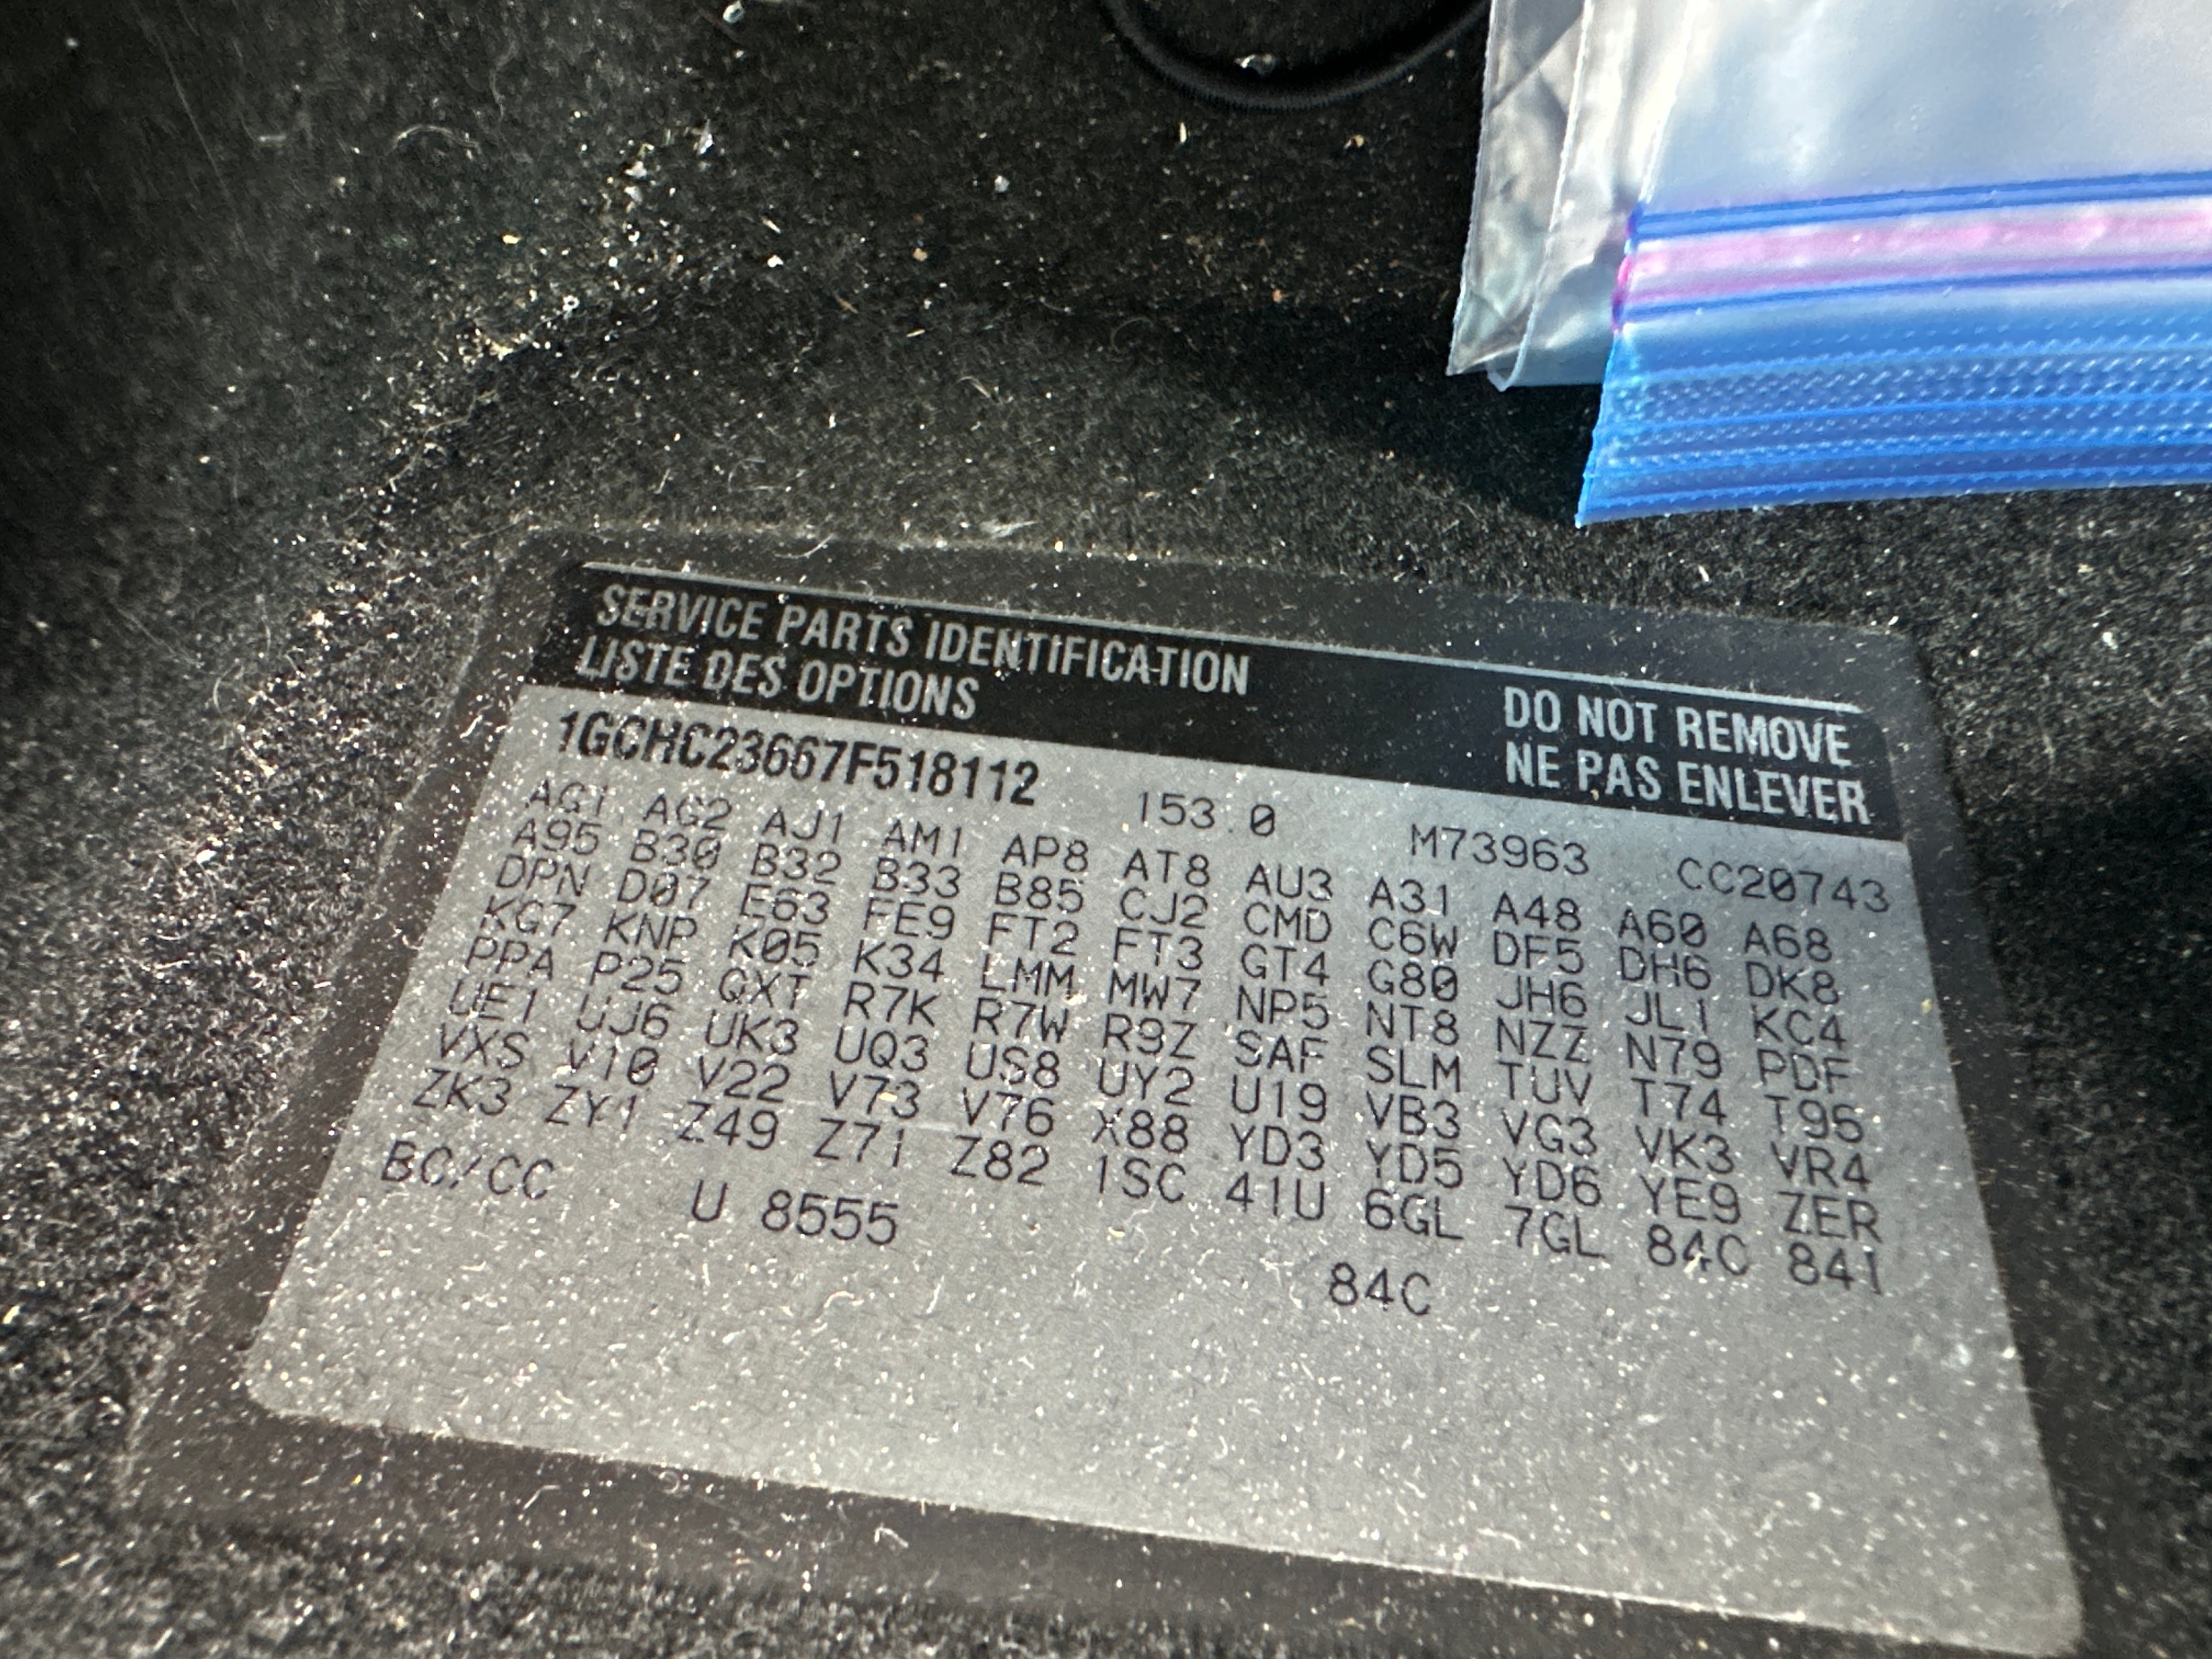 SERVICE PARTS IDENTIFICATION
LISTE DES OPTIONS
DO NOT REMOVE
NE PAS ENLEVER
1GCHC23667F518112 153.0 M73963 CC20743
AG1 AG2 AJ1 AM1 AP8 AT8 AU3 A31 A48 A60 A68
A95 B30 B32 B33 B85 CJ2 CMD C6W DF5 DH6 DK8
DPN D07 E63 FE9 FT2 FT3 GT4 G80 JH6 JL1 KC4
KG7 KNP K05 K34 LMM MW7 NP5 NT8 NZZ N79 PDF
PPA P25 QXT R7K R7W R9Z SAF SLM TUV T74 T95
UE1 UJ6 UK3 UQ3 US8 UY2 U19 VB3 VG3 VK3 VR4
VXS V10 V22 V73 V76 X88 YD3 YD5 YD6 YE9 ZER
ZK3 ZY1 Z49 Z71 Z82 1SC 41U 6GL 7GL 84C 841
BC/CC U 8555 84C